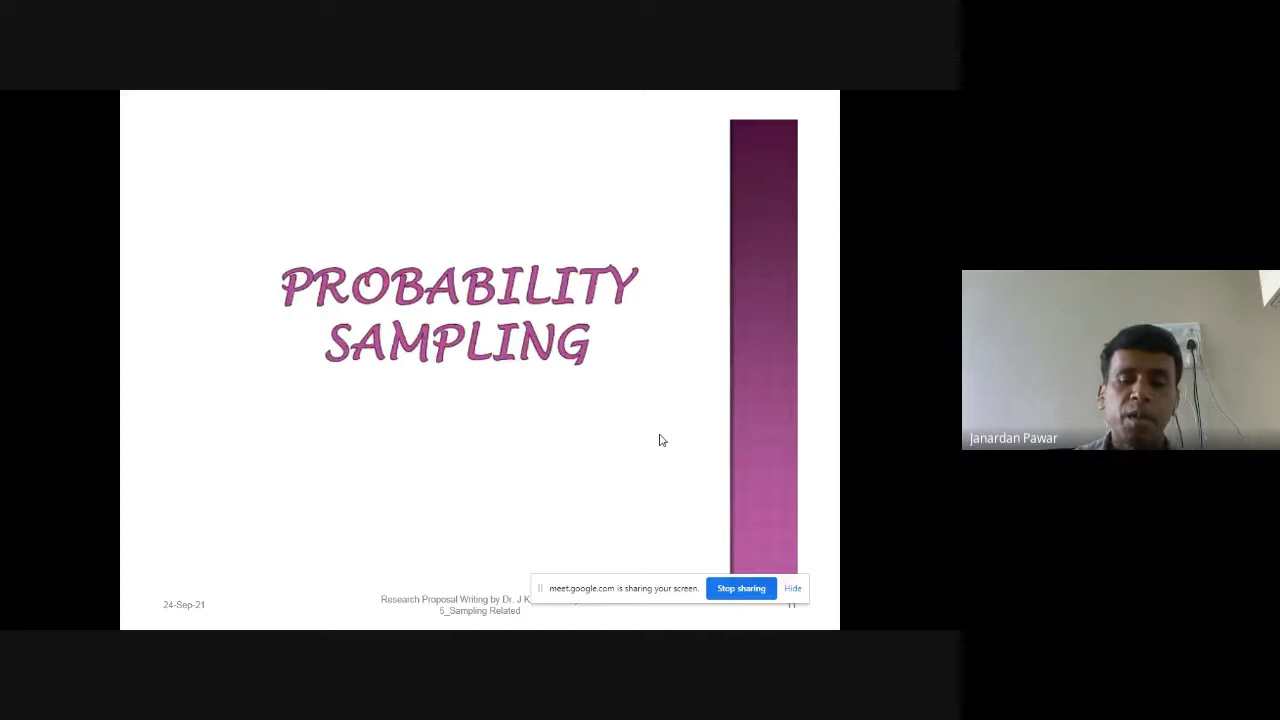 PROBABILITY
SAMPLING
Janardan Pawar
meet.google.com is sharing your screen.
Stop sharing
Hide
24-Sep-21
Research Proposal Writing by Dr. J K
5_Sampling Related
11